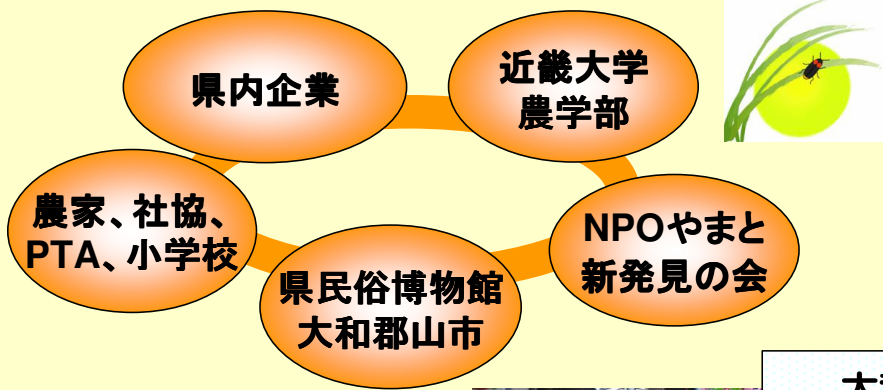 県内企業
近畿大学
農学部
農家、社協、
PTA、小学校
県民俗博物館
大和郡山市
NPOやまと
新発見の会